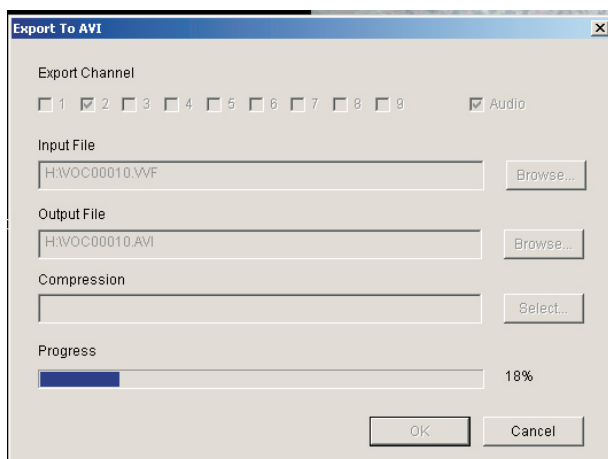 Export To AVI
Export Channel
1 2 3 4 5 6 7 8 9 Audio
Input File
H:\VOC00010.VVF Browse...
Output File
H:\VOC00010.AVI Browse...
Compression
Select...
Progress
18%
OK Cancel